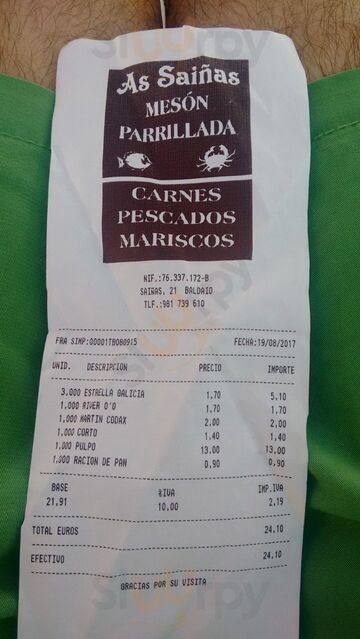 Sluurpy
As Saiñas
MESÓN
PARRILLADA
CARNES
PESCADOS
MARISCOS
NIF.:76.337.172-B
SAIÑAS, 21 BALDAIO
TLF.:981 739 610
FRA SIMP:00001TB080915 FECHA:19/08/2017
UNID. DESCRIPCION PRECIO IMPORTE
3,000 ESTRELLA GALICIA 1,70 5,10
1,000 RIVER O'O 1,70 1,70
1,000 MARTIN CODAX 2,00 2,00
1,000 CORTO 1,40 1,40
1,000 PULPO 13,00 13,00
1,000 RACION DE PAN 0,90 0,90
BASE %IVA IMP.IVA
21.91 10,00 2,19
TOTAL EUROS 24,10
EFECTIVO 24,10
GRACIAS POR SU VISITA